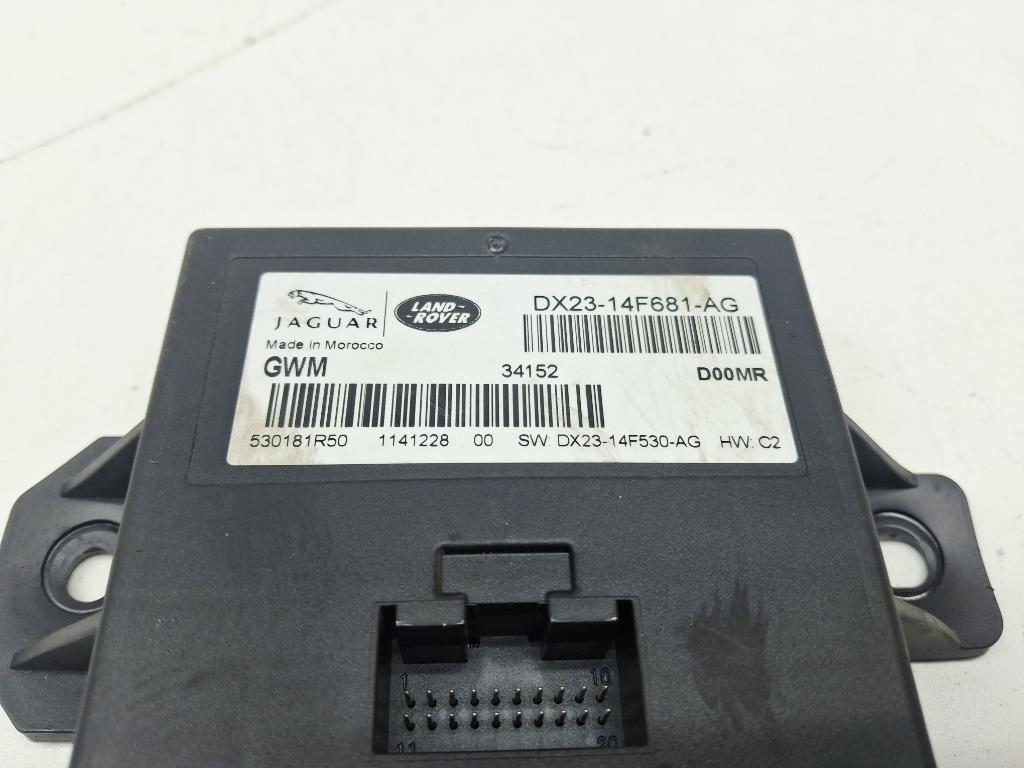 JAGUAR
LAND-
-ROVER
DX23-14F681-AG
Made in Morocco
GWM 34152 D00MR
530181R50 1141228 00 SW: DX23-14F530-AG HW: C2
1 10
11 20